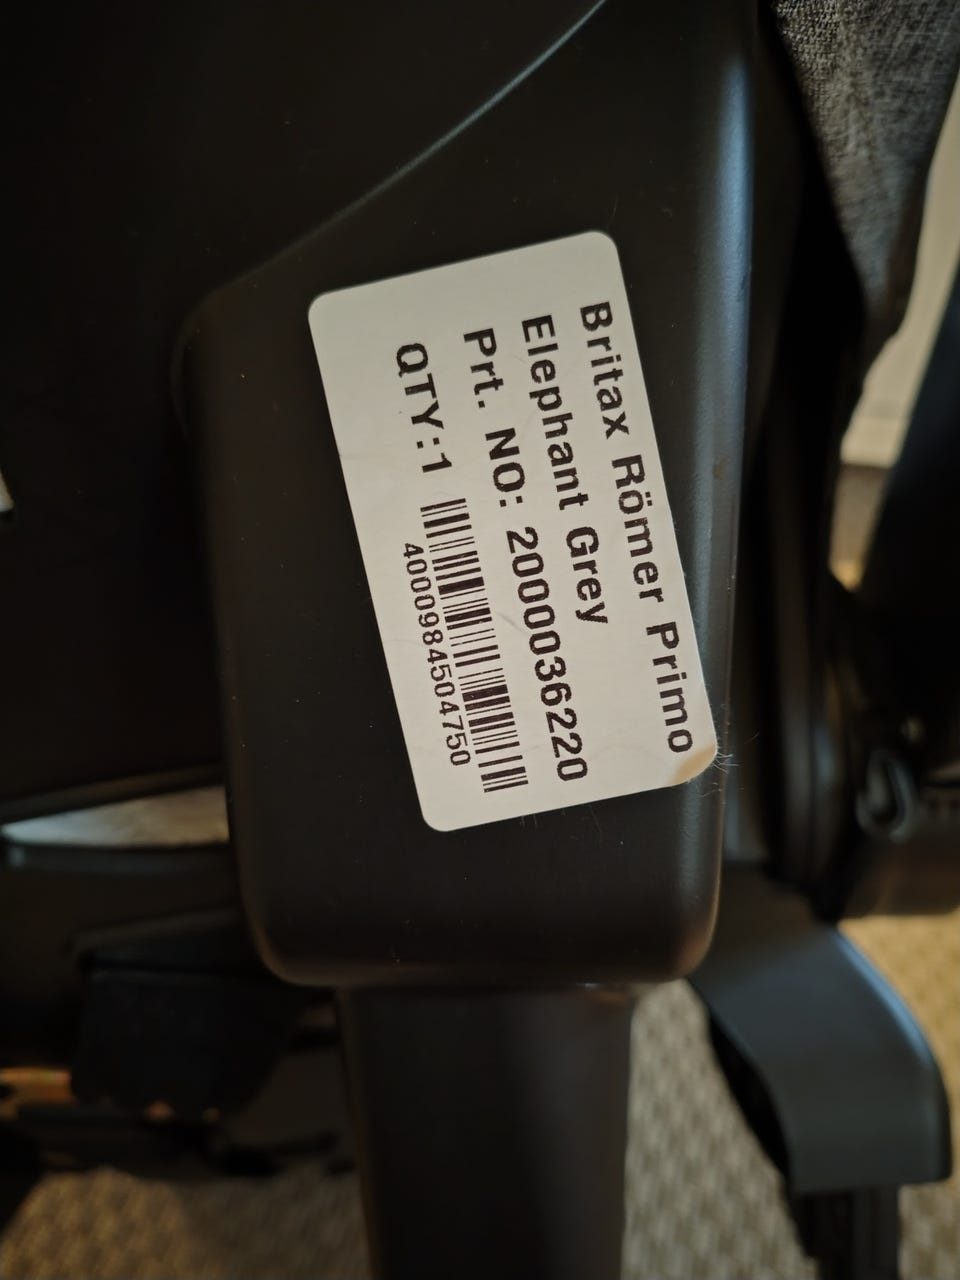 Britax Römer Primo
Elephant Grey
Prt. NO: 2000036220
QTY:1
4000984504750